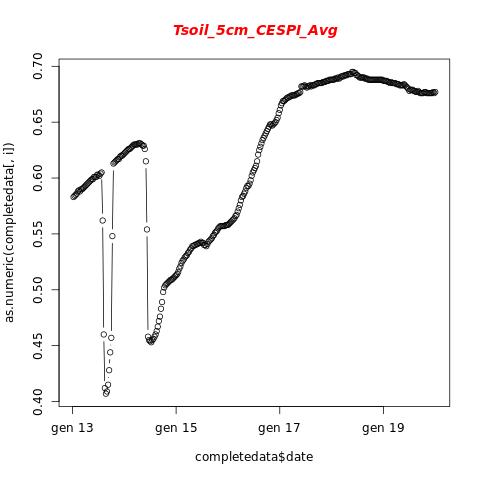 Tsoil_5cm_CESPI_Avg
as.numeric(completedata[, i])
0.70
0.65
0.60
0.55
0.50
0.45
0.40
gen 13 gen 15 gen 17 gen 19
completedata$date